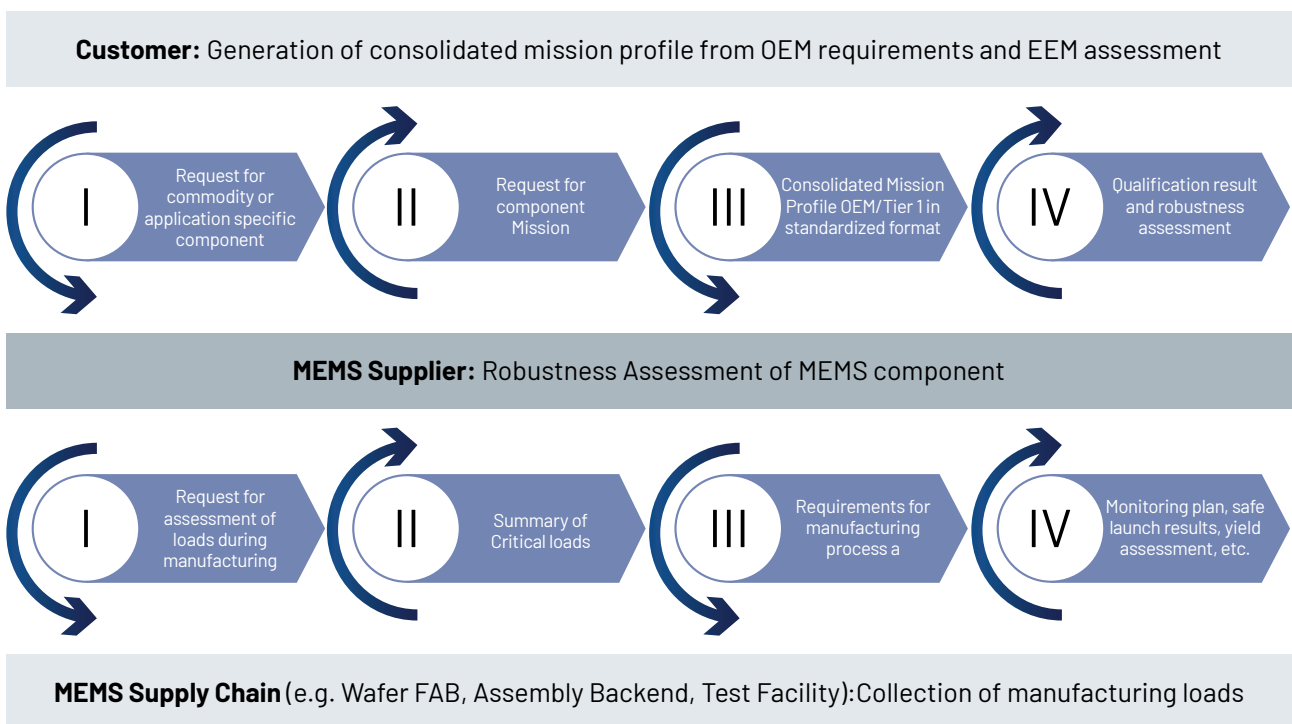 Customer: Generation of consolidated mission profile from OEM requirements and EEM assessment
I
Request for
commodity or
application specific
component
II
Request for
component
Mission
III
Consolidated Mission
Profile OEM/Tier 1 in
standardized format
IV
Qualification result
and robustness
assessment
MEMS Supplier: Robustness Assessment of MEMS component
I
Request for
assessment of
loads during
manufacturing
II
Summary of
Critical loads
III
Requirements for
manufacturing
process a
IV
Monitoring plan, safe
launch results, yield
assessment, etc.
MEMS Supply Chain (e.g. Wafer FAB, Assembly Backend, Test Facility):Collection of manufacturing loads